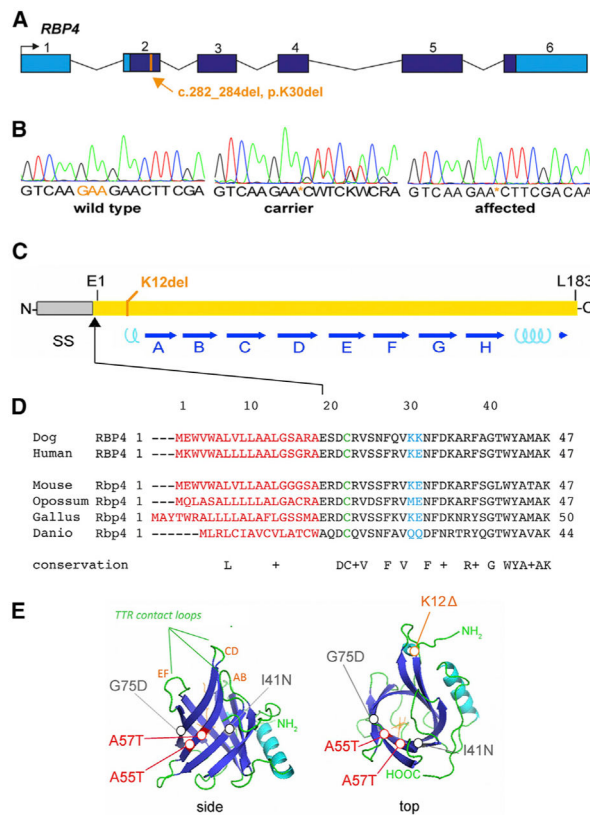 A
RBP4
1 2 3 4 5 6
c.282_284del, p.K30del
B
GTCAAGAAGAACTTCGA GTCAAGAA*CWTCKWCRA GTCAAGAA*CTTCGACAA
wild type carrier affected
C
E1 K12del L183
N- -C
SS
A B C D E F G H
D
1 10 20 30 40
Dog RBP4 1 ----MEWVWALVLLAALGSARAESDCRVSNFQVKKNFDKARFAGTWYAMAK 47
Human RBP4 1 ----MKWVWALLLLAALGSGRAERDCRVSSFRVKENFDKARFSGTWYAMAK 47
Mouse Rbp4 1 ----MEWVWALVLLAALGGGSAERDCRVSSFRVKENFDKARFSGLWYATAK 47
Opossum Rbp4 1 ----MQLASALLLLALGACRAERDCRVDSFRVMENFDKARFSGTWYAMAK 47
Gallus Rbp4 1 MAYTWRALLLLALAFLGSSMAERDCRVSSFKVKENFDKNRYSGTWYAMAK 50
Danio Rbp4 1 -------MLRLCIAVCVLATCWAQDCQVSNIAVQQDFNRTRYQGTWYAVAK 44
conservation L + DC+V F V F + R+ G WYA+AK
E
TTR contact loops
CD
EF
AB
G75D
I41N
NH2
A57T
A55T
side
K12Δ
NH2
G75D
A55T
A57T
I41N
HOOC
top